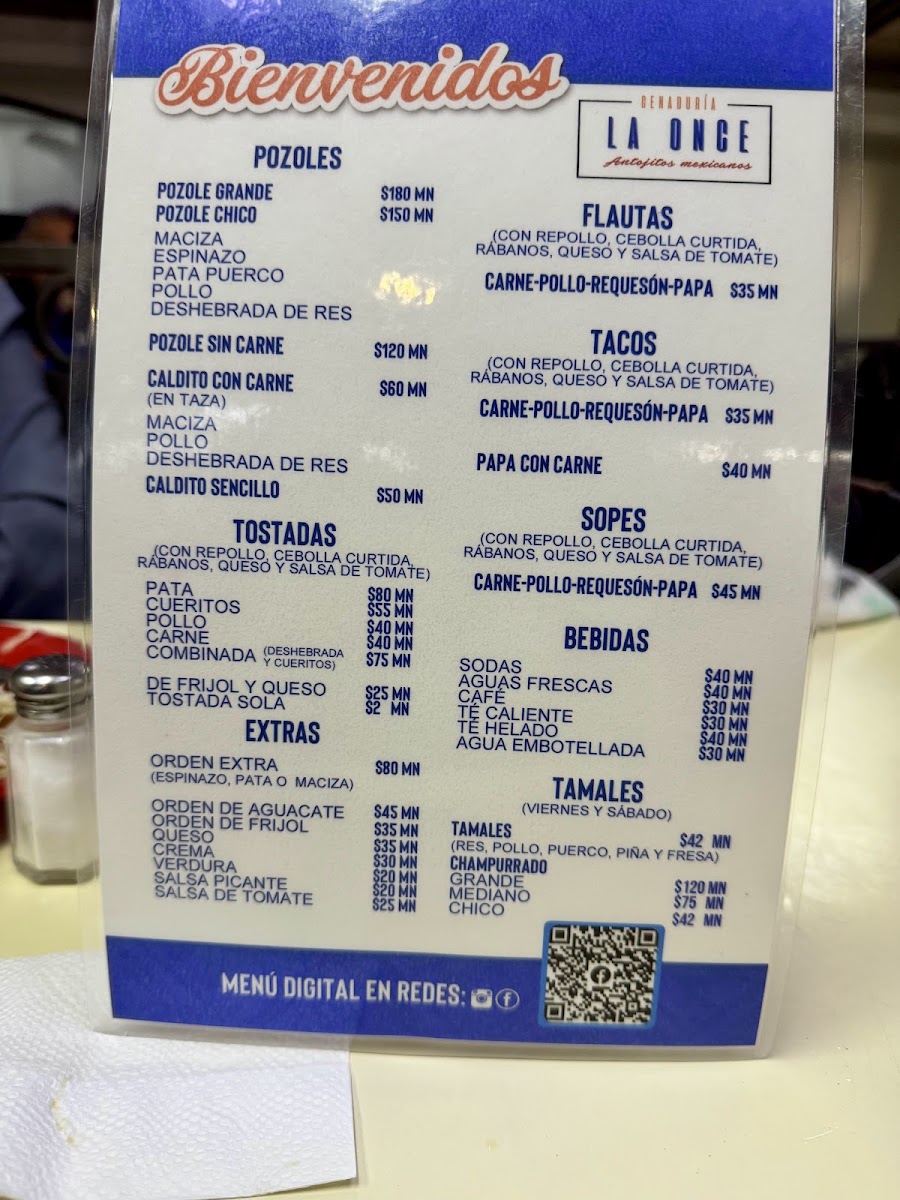 Bienvenidos
CENADURÍA
LA ONCE
Antojitos mexicanos
POZOLES
POZOLE GRANDE $180 MN
POZOLE CHICO $150 MN
MACIZA
ESPINAZO
PATA PUERCO
POLLO
DESHEBRADA DE RES
POZOLE SIN CARNE $120 MN
CALDITO CON CARNE $60 MN
(EN TAZA)
MACIZA
POLLO
DESHEBRADA DE RES
CALDITO SENCILLO $50 MN
TOSTADAS
(CON REPOLLO, CEBOLLA CURTIDA,
RÁBANOS, QUESO Y SALSA DE TOMATE)
PATA $80 MN
CUERITOS $55 MN
POLLO $40 MN
CARNE $40 MN
COMBINADA (DESHEBRADA Y CUERITOS) $75 MN
DE FRIJOL Y QUESO $25 MN
TOSTADA SOLA $2 MN
EXTRAS
ORDEN EXTRA $80 MN
(ESPINAZO, PATA O MACIZA)
ORDEN DE AGUACATE $45 MN
ORDEN DE FRIJOL $35 MN
QUESO $35 MN
CREMA $30 MN
VERDURA $20 MN
SALSA PICANTE $20 MN
SALSA DE TOMATE $25 MN
FLAUTAS
(CON REPOLLO, CEBOLLA CURTIDA,
RÁBANOS, QUESO Y SALSA DE TOMATE)
CARNE-POLLO-REQUESÓN-PAPA $35 MN
TACOS
(CON REPOLLO, CEBOLLA CURTIDA,
RÁBANOS, QUESO Y SALSA DE TOMATE)
CARNE-POLLO-REQUESÓN-PAPA $35 MN
PAPA CON CARNE $40 MN
SOPES
(CON REPOLLO, CEBOLLA CURTIDA,
RÁBANOS, QUESO Y SALSA DE TOMATE)
CARNE-POLLO-REQUESÓN-PAPA $45 MN
BEBIDAS
SODAS $40 MN
AGUAS FRESCAS $40 MN
CAFÉ $30 MN
TÉ CALIENTE $30 MN
TÉ HELADO $40 MN
AGUA EMBOTELLADA $30 MN
TAMALES
(VIERNES Y SÁBADO)
TAMALES $42 MN
(RES, POLLO, PUERCO, PIÑA Y FRESA)
CHAMPURRADO
GRANDE $120 MN
MEDIANO $75 MN
CHICO $42 MN
MENÚ DIGITAL EN REDES: